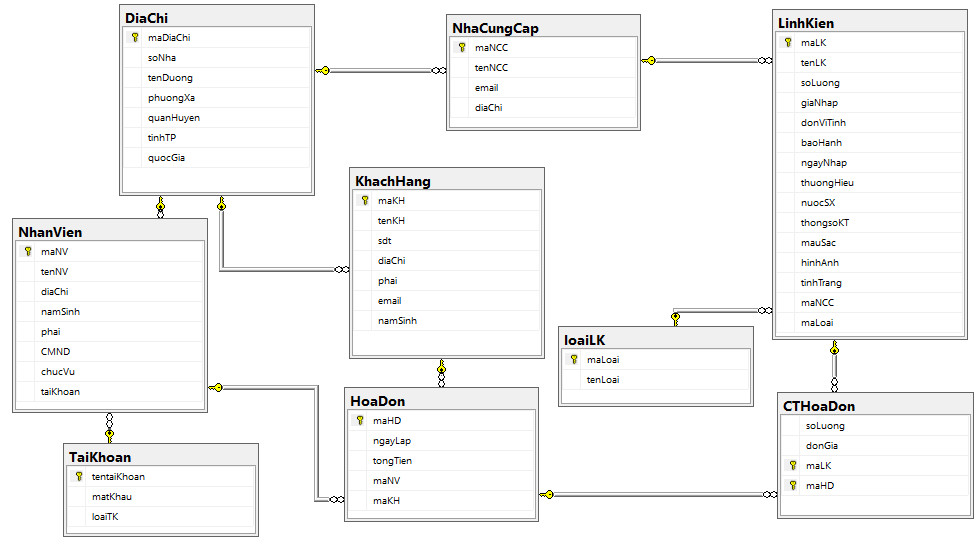 DiaChi
maDiaChi
soNha
tenDuong
phuongXa
quanHuyen
tinhTP
quocGia
NhaCungCap
maNCC
tenNCC
email
diaChi
LinhKien
maLK
tenLK
soLuong
giaNhap
donViTinh
baoHanh
ngayNhap
thuongHieu
nuocSX
thongsoKT
mauSac
hinhAnh
tinhTrang
maNCC
maLoai
KhachHang
maKH
tenKH
sdt
diaChi
phai
email
namSinh
NhanVien
maNV
tenNV
diaChi
namSinh
phai
CMND
chucVu
taiKhoan
loaiLK
maLoai
tenLoai
HoaDon
maHD
ngayLap
tongTien
maNV
maKH
CTHoaDon
soLuong
donGia
maLK
maHD
TaiKhoan
tentaiKhoan
matKhau
loaiTK